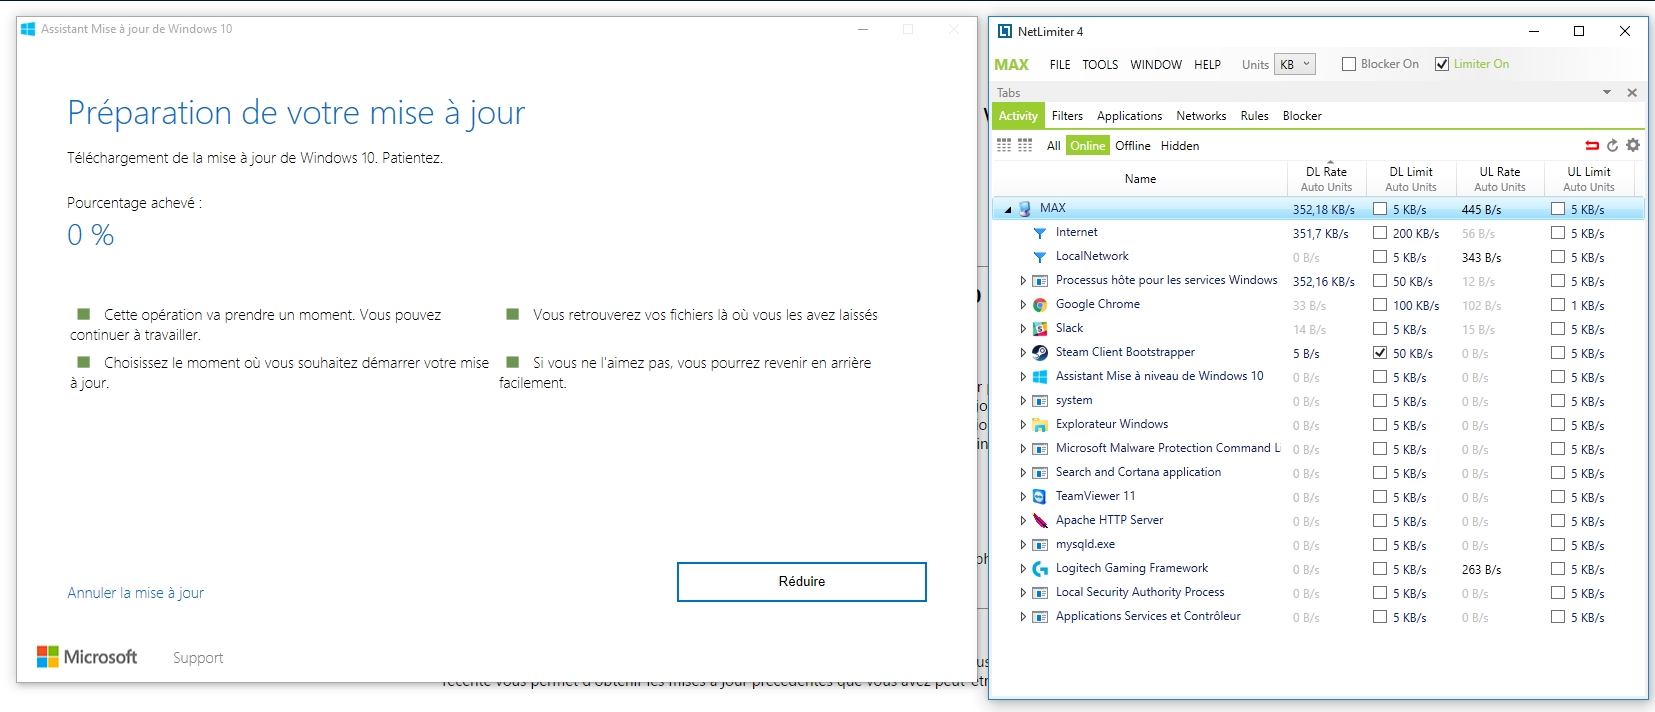 Assistant Mise à jour de Windows 10
Préparation de votre mise à jour
Téléchargement de la mise à jour de Windows 10. Patientez.
Pourcentage achevé :
0 %
Cette opération va prendre un moment. Vous pouvez
continuer à travailler.
Choisissez le moment où vous souhaitez démarrer votre mise
à jour.
Vous retrouverez vos fichiers là où vous les avez laissés
Si vous ne l'aimez pas, vous pourrez revenir en arrière
facilement.
Réduire
Annuler la mise à jour
Microsoft Support
récente vous permet d'obtenir les mises à jour précédentes que vous avez
NetLimiter 4
MAX FILE TOOLS WINDOW HELP Units KB Blocker On Limiter On
Tabs
Activity Filters Applications Networks Rules Blocker
All Online Offline Hidden
Name DL Rate DL Limit UL Rate UL Limit
Auto Units Auto Units Auto Units Auto Units
MAX 352,18 KB/s 5 KB/s 445 B/s 5 KB/s
Internet 351,7 KB/s 200 KB/s 56 B/s 5 KB/s
LocalNetwork 0 B/s 5 KB/s 343 B/s 5 KB/s
Processus hôte pour les services Windows 352,16 KB/s 50 KB/s 12 B/s 5 KB/s
Google Chrome 33 B/s 100 KB/s 102 B/s 1 KB/s
Slack 14 B/s 5 KB/s 15 B/s 5 KB/s
Steam Client Bootstrapper 5 B/s 50 KB/s 0 B/s 5 KB/s
Assistant Mise à niveau de Windows 10 0 B/s 5 KB/s 0 B/s 5 KB/s
system 0 B/s 5 KB/s 0 B/s 5 KB/s
Explorateur Windows 0 B/s 5 KB/s 0 B/s 5 KB/s
Microsoft Malware Protection Command Li 0 B/s 5 KB/s 0 B/s 5 KB/s
Search and Cortana application 0 B/s 5 KB/s 0 B/s 5 KB/s
TeamViewer 11 0 B/s 5 KB/s 0 B/s 5 KB/s
Apache HTTP Server 0 B/s 5 KB/s 0 B/s 5 KB/s
mysqld.exe 0 B/s 5 KB/s 0 B/s 5 KB/s
Logitech Gaming Framework 0 B/s 5 KB/s 263 B/s 5 KB/s
Local Security Authority Process 0 B/s 5 KB/s 0 B/s 5 KB/s
Applications Services et Contrôleur 0 B/s 5 KB/s 0 B/s 5 KB/s